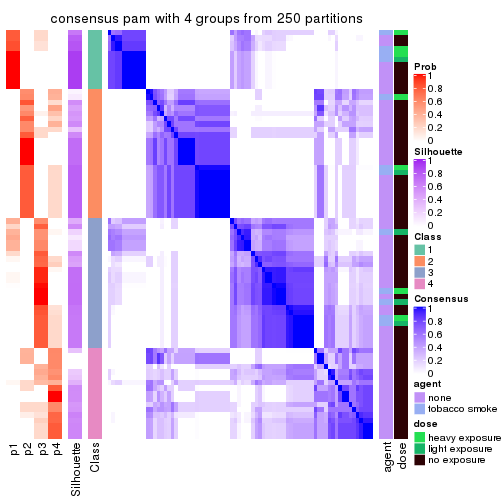 consensus pam with 4 groups from 250 partitions
Prob
1
0.8
0.6
0.4
0.2
0
Silhouette
1
0.8
0.6
0.4
0.2
0
Class
1
2
3
4
Consensus
1
0.8
0.6
0.4
0.2
0
agent
none
tobacco smoke
dose
heavy exposure
light exposure
no exposure
p1
p2
p3
p4
Silhouette
Class
agent
dose